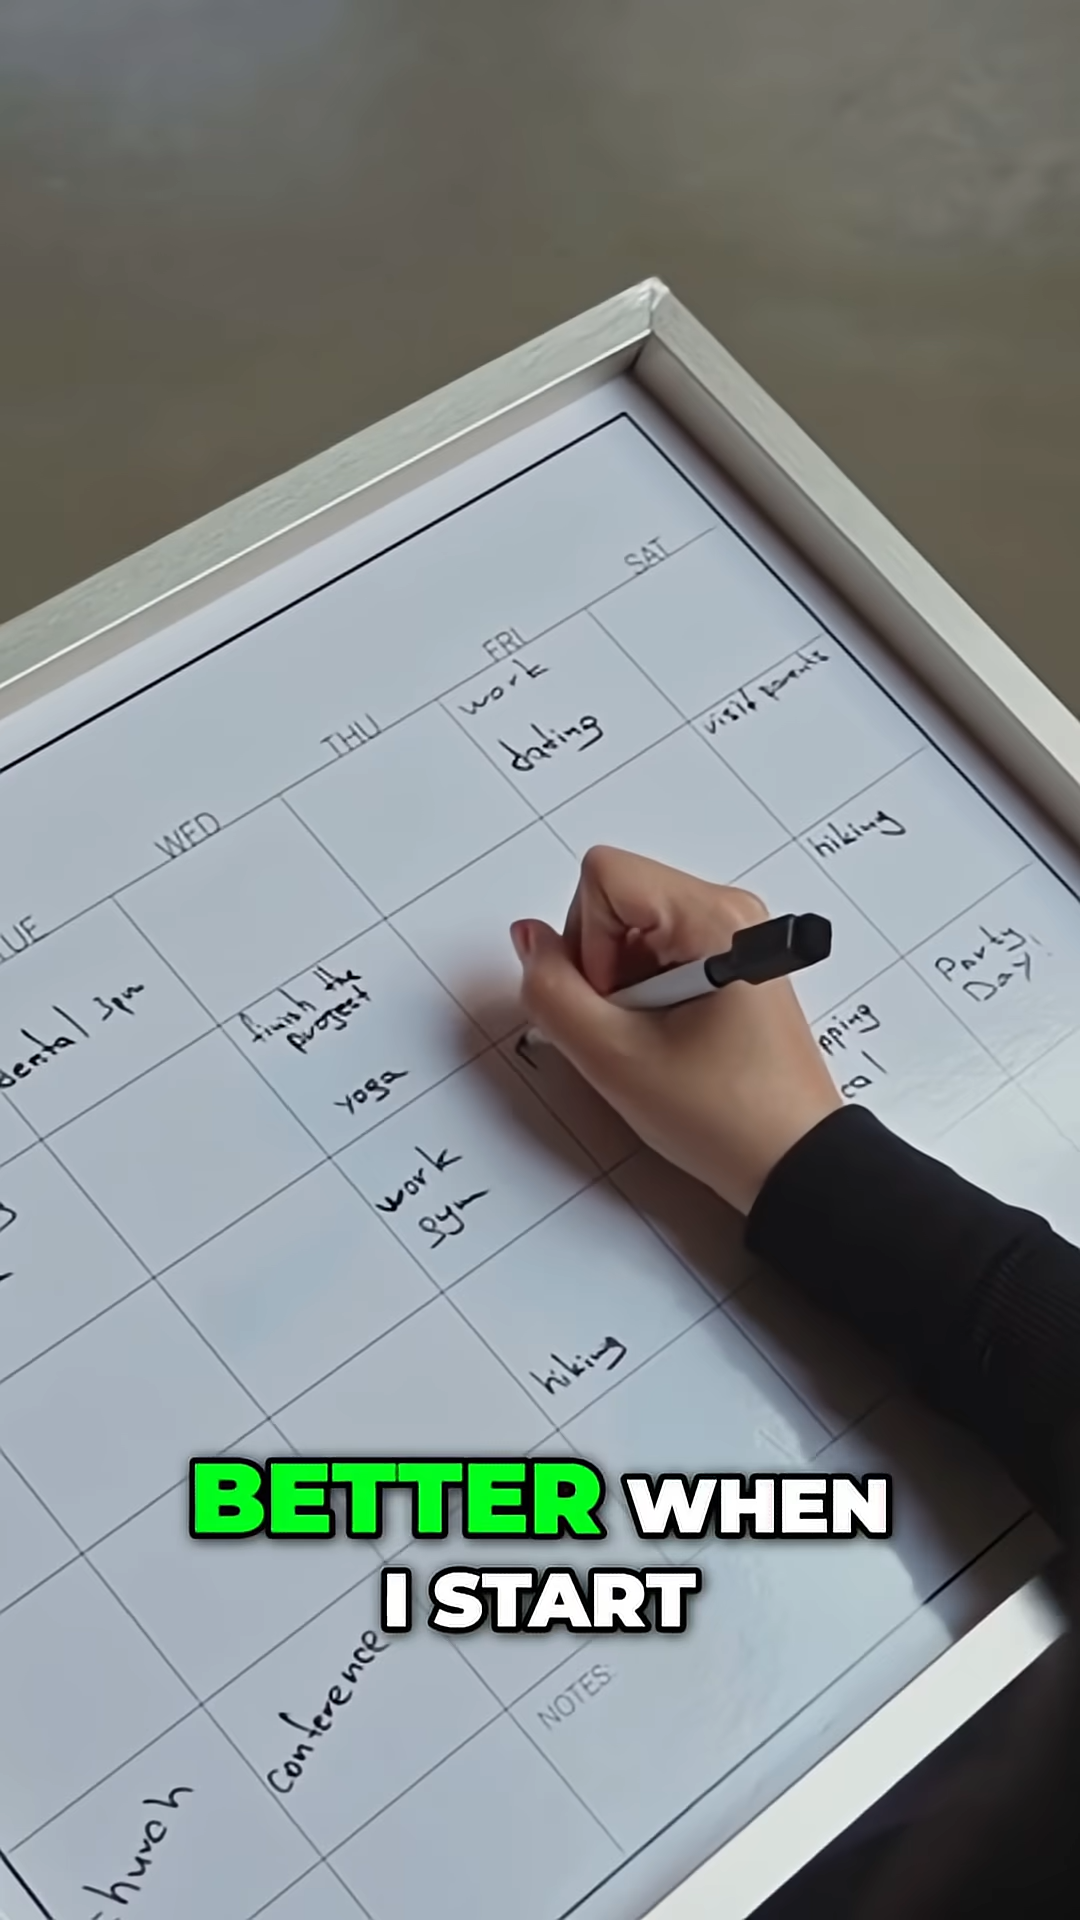 SAT
FRI
THU
WED
work
dating
visit parents
hiking
party
Day
dental 3pm
finish the
project
yoga
work
gym
hiking
BETTER WHEN
I START
conference
NOTES: